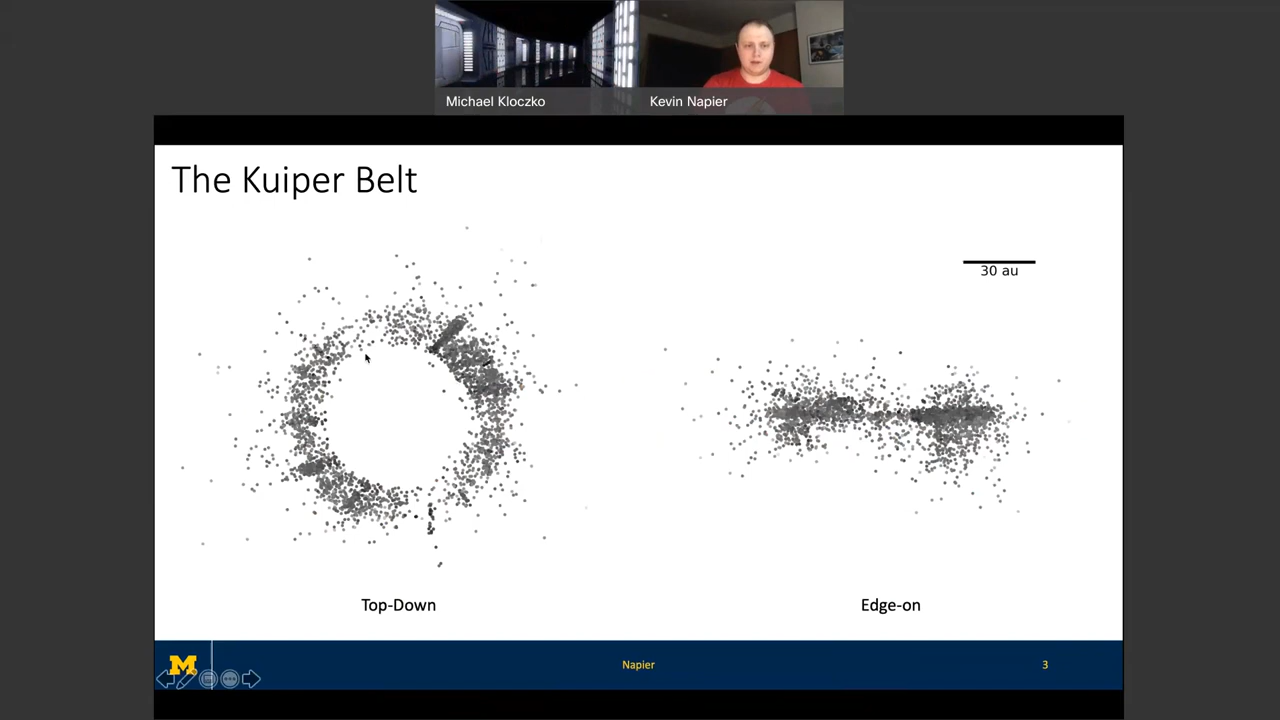 Michael Kloczko
Kevin Napier
The Kuiper Belt
30 au
Top-Down
Edge-on
M
Napier
3